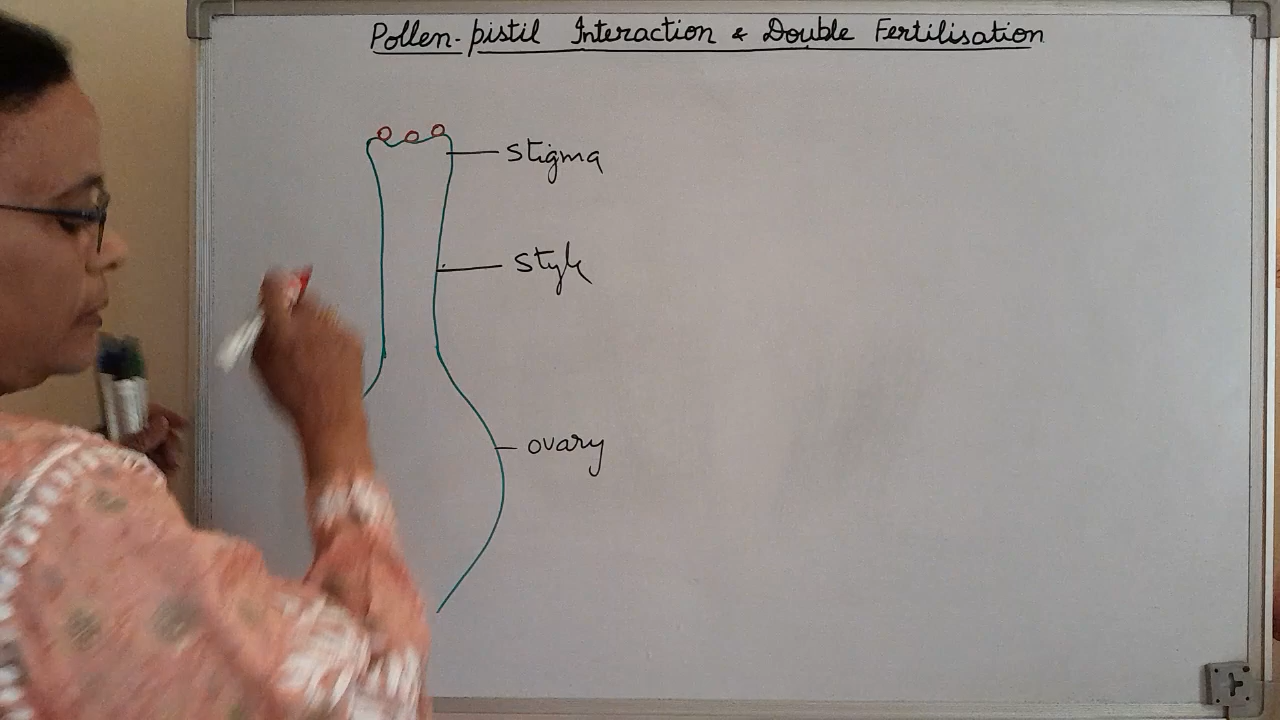 Pollen-pistil Interaction & Double Fertilisation
Stigma
Style
ovary